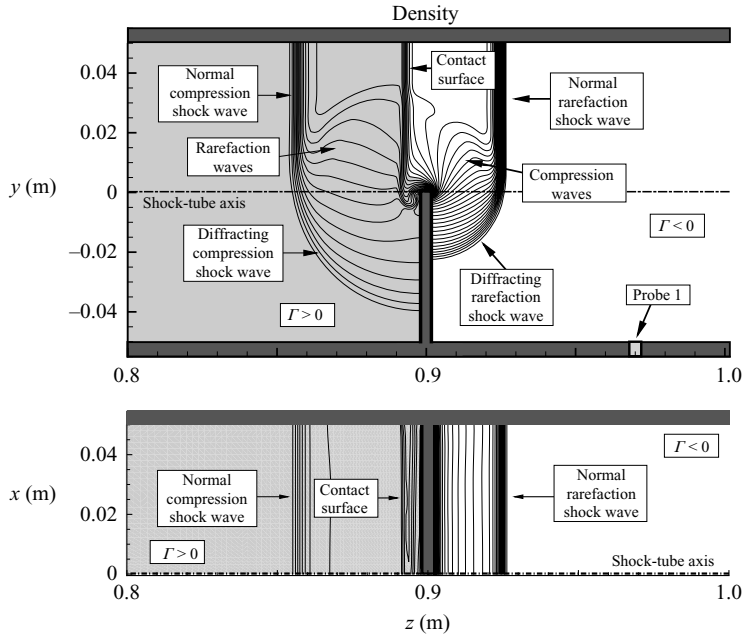 Density
0.04
0.02
0
−0.02
−0.04
y (m)
Normal
compression
shock wave
Contact
surface
Normal
rarefaction
shock wave
Rarefaction
waves
Compression
waves
Shock-tube axis
Diffracting
compression
shock wave
Diffracting
rarefaction
shock wave
Γ < 0
Γ > 0
Probe 1
0.8
0.9
1.0
0.04
0.02
0
x (m)
Normal
compression
shock wave
Contact
surface
Normal
rarefaction
shock wave
Γ < 0
Γ > 0
Shock-tube axis
0.8
0.9
1.0
z (m)